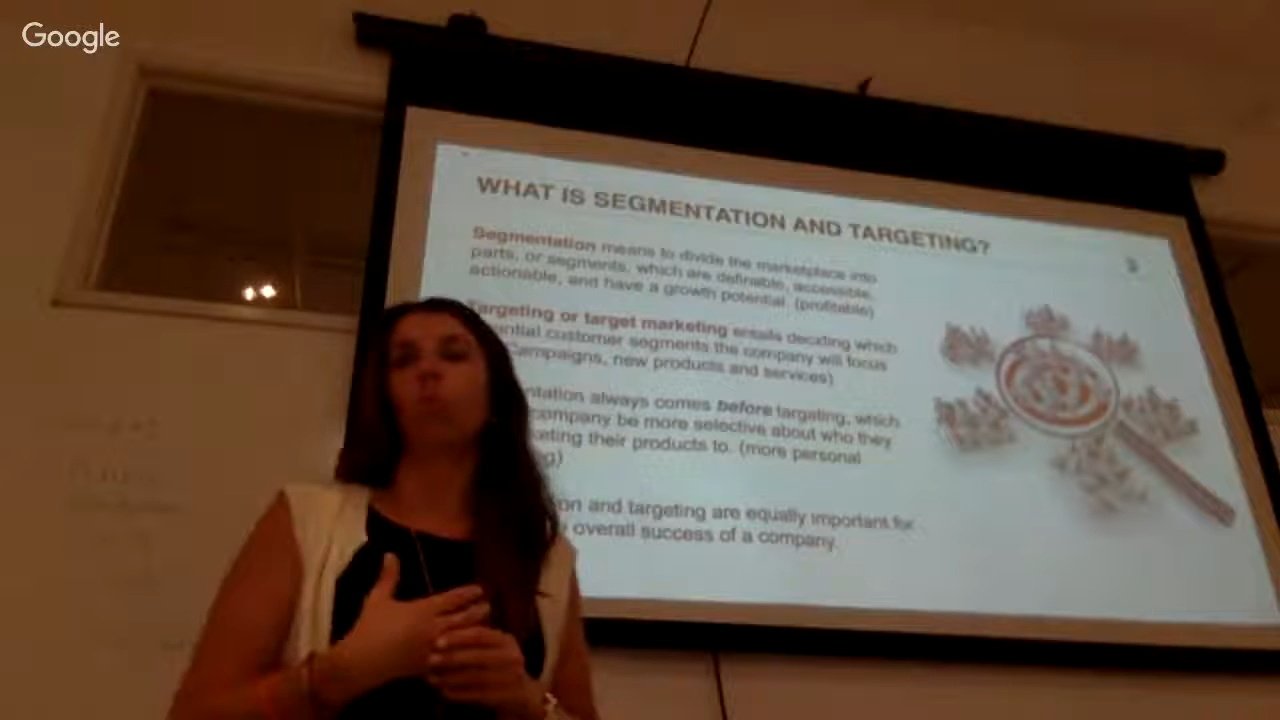 Google
WHAT IS SEGMENTATION AND TARGETING?
3
Segmentation means to divide the marketplace into
parts, or segments, which are definable, accessible,
actionable, and have a growth potential. (profitable)
Targeting or target marketing entails deciding which
customer segments the company will focus
campaigns, new products and services)
always comes before targeting, which
company be more selective about who they
their products to. (more personal
and targeting are equally important for
overall success of a company.